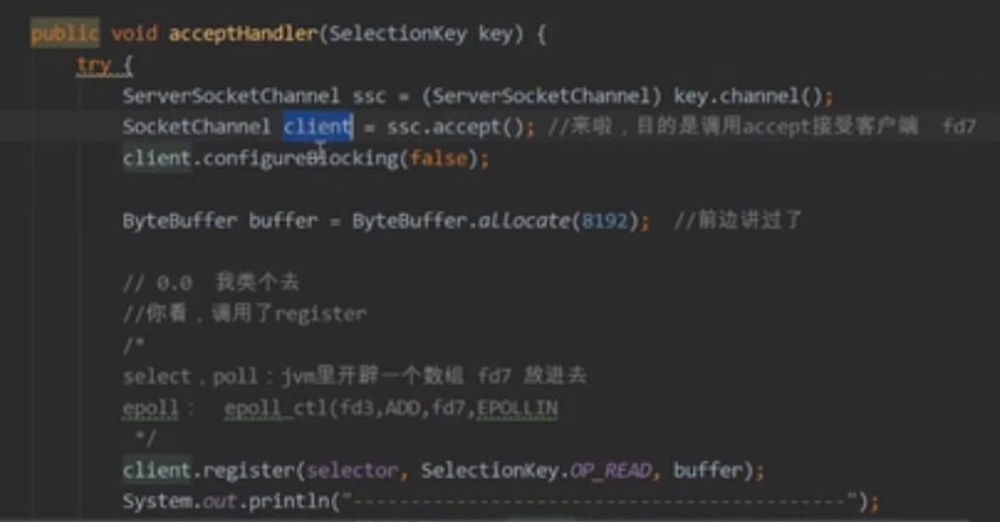 public void acceptHandler(SelectionKey key) {
try {
ServerSocketChannel ssc = (ServerSocketChannel) key.channel();
SocketChannel client = ssc.accept(); //来啦，目的是调用accept接受客户端  fd7
client.configureBlocking(false);
ByteBuffer buffer = ByteBuffer.allocate(8192);  //前边讲过了
// 0.0  我类个去
//你看，调用了register
/*
select，poll：jvm里开辟一个数组 fd7 放进去
epoll：  epoll_ctl(fd3,ADD,fd7,EPOLLIN
*/
client.register(selector, SelectionKey.OP_READ, buffer);
System.out.println("-------------------------------------------");